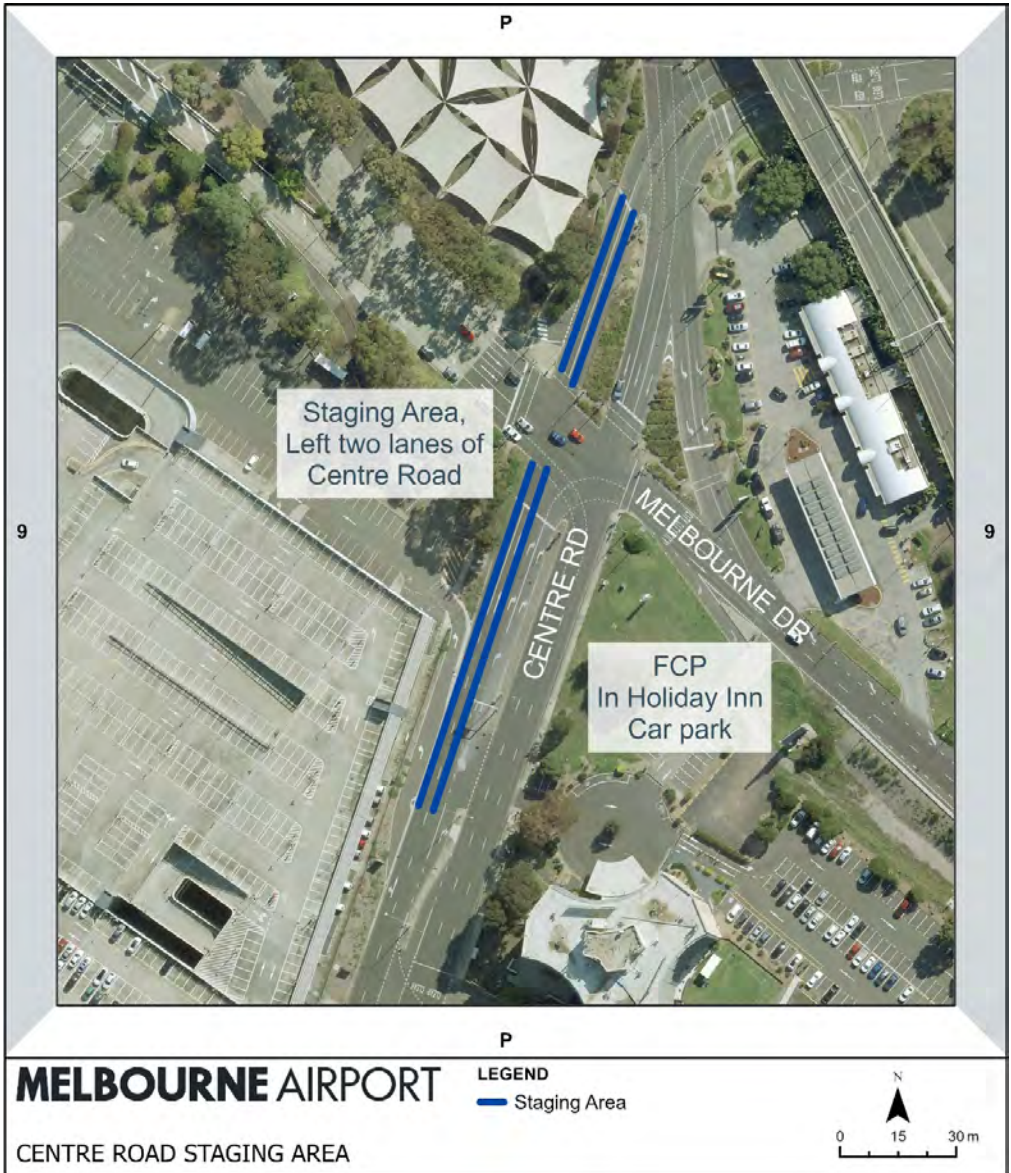 P
Staging Area,
Left two lanes of
Centre Road
9
9
MELBOURNE DR
CENTRE RD
FCP
In Holiday Inn
Car park
P
MELBOURNE AIRPORT
LEGEND
Staging Area
N
0 15 30 m
CENTRE ROAD STAGING AREA